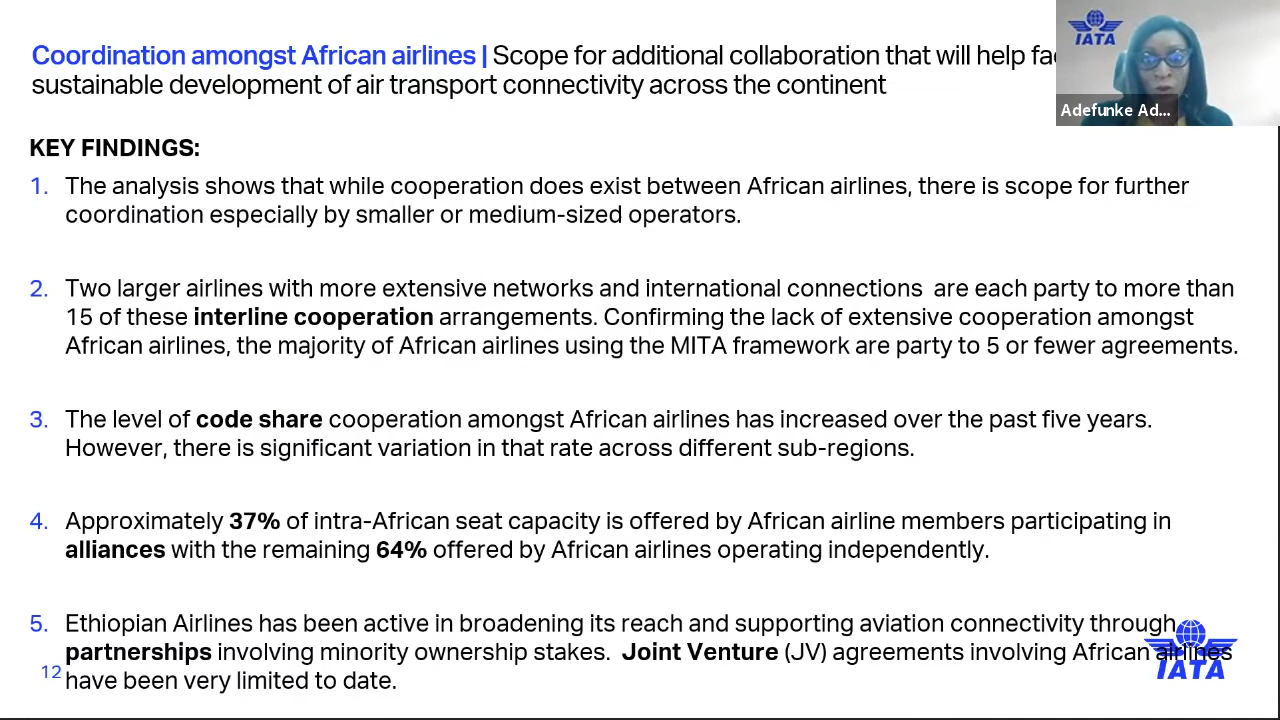 Coordination amongst African airlines | Scope for additional collaboration that will help
sustainable development of air transport connectivity across the continent
IATA
Adefunke Ad...
KEY FINDINGS:
1. The analysis shows that while cooperation does exist between African airlines, there is scope for further
coordination especially by smaller or medium-sized operators.
2. Two larger airlines with more extensive networks and international connections are each party to more than
15 of these interline cooperation arrangements. Confirming the lack of extensive cooperation amongst
African airlines, the majority of African airlines using the MITA framework are party to 5 or fewer agreements.
3. The level of code share cooperation amongst African airlines has increased over the past five years.
However, there is significant variation in that rate across different sub-regions.
4. Approximately 37% of intra-African seat capacity is offered by African airline members participating in
alliances with the remaining 64% offered by African airlines operating independently.
5. Ethiopian Airlines has been active in broadening its reach and supporting aviation connectivity through
partnerships involving minority ownership stakes. Joint Venture (JV) agreements involving African airlines
have been very limited to date.
12
IATA